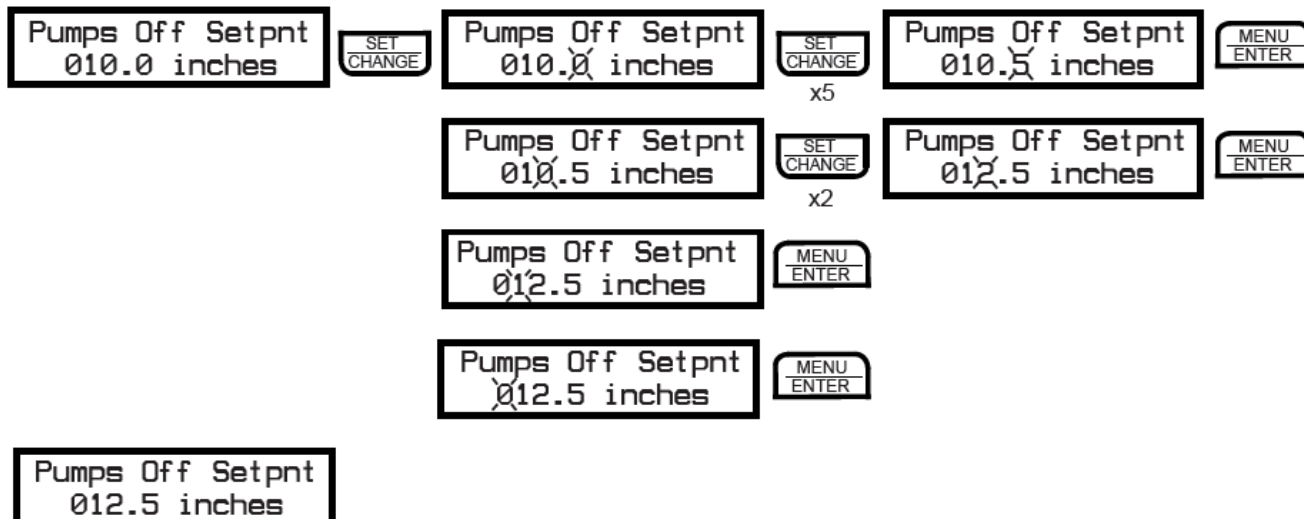 Pumps Off Setpnt
010.0 inches
SET
CHANGE
Pumps Off Setpnt
010.0 inches
SET
CHANGE
x5
Pumps Off Setpnt
010.5 inches
MENU
ENTER
Pumps Off Setpnt
010.5 inches
SET
CHANGE
x2
Pumps Off Setpnt
012.5 inches
MENU
ENTER
Pumps Off Setpnt
012.5 inches
MENU
ENTER
Pumps Off Setpnt
012.5 inches
MENU
ENTER
Pumps Off Setpnt
012.5 inches